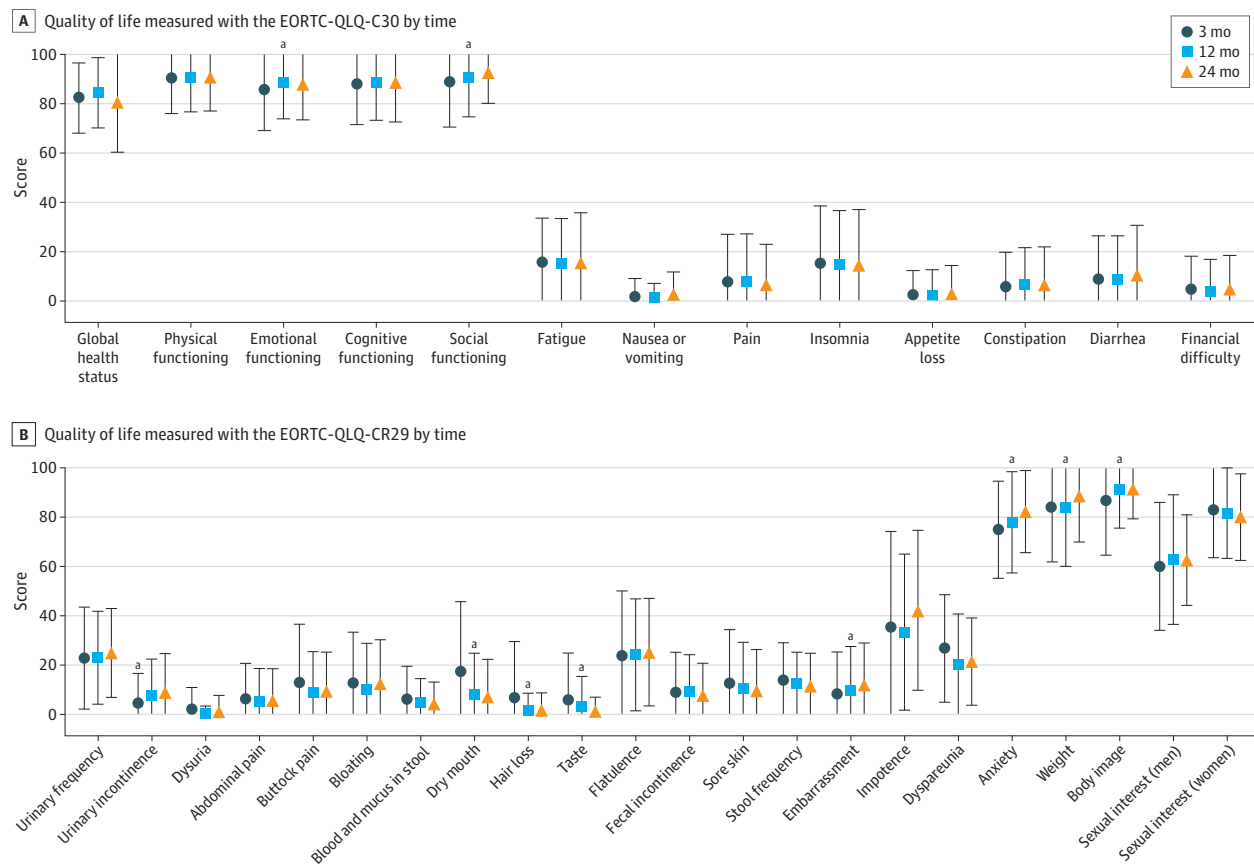 A Quality of life measured with the EORTC-QLQ-C30 by time
3 mo
12 mo
24 mo
100
80
60
40
20
0
Score
a
a
Global
health
status
Physical
functioning
Emotional
functioning
Cognitive
functioning
Social
functioning
Fatigue
Nausea or
vomiting
Pain
Insomnia
Appetite
loss
Constipation
Diarrhea
Financial
difficulty
B Quality of life measured with the EORTC-QLQ-CR29 by time
100
80
60
40
20
0
Score
a
a
a
a
a
a
a
a
Urinary frequency
Urinary incontinence
Dysuria
Abdominal pain
Buttock pain
Bloating
Blood and mucus in stool
Dry mouth
Hair loss
Taste
Flatulence
Fecal incontinence
Sore skin
Stool frequency
Embarrassment
Impotence
Dyspareunia
Anxiety
Weight
Body image
Sexual interest (men)
Sexual interest (women)